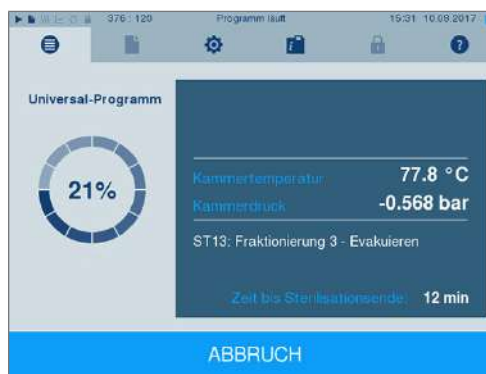 376 : 120 Programm läuft 15:31 10.08.2017
Universal-Programm
21%
Kammertemperatur 77.8 °C
Kammerdruck -0.568 bar
ST13: Fraktionierung 3 - Evakuieren
Zeit bis Sterilisationsende: 12 min
ABBRUCH